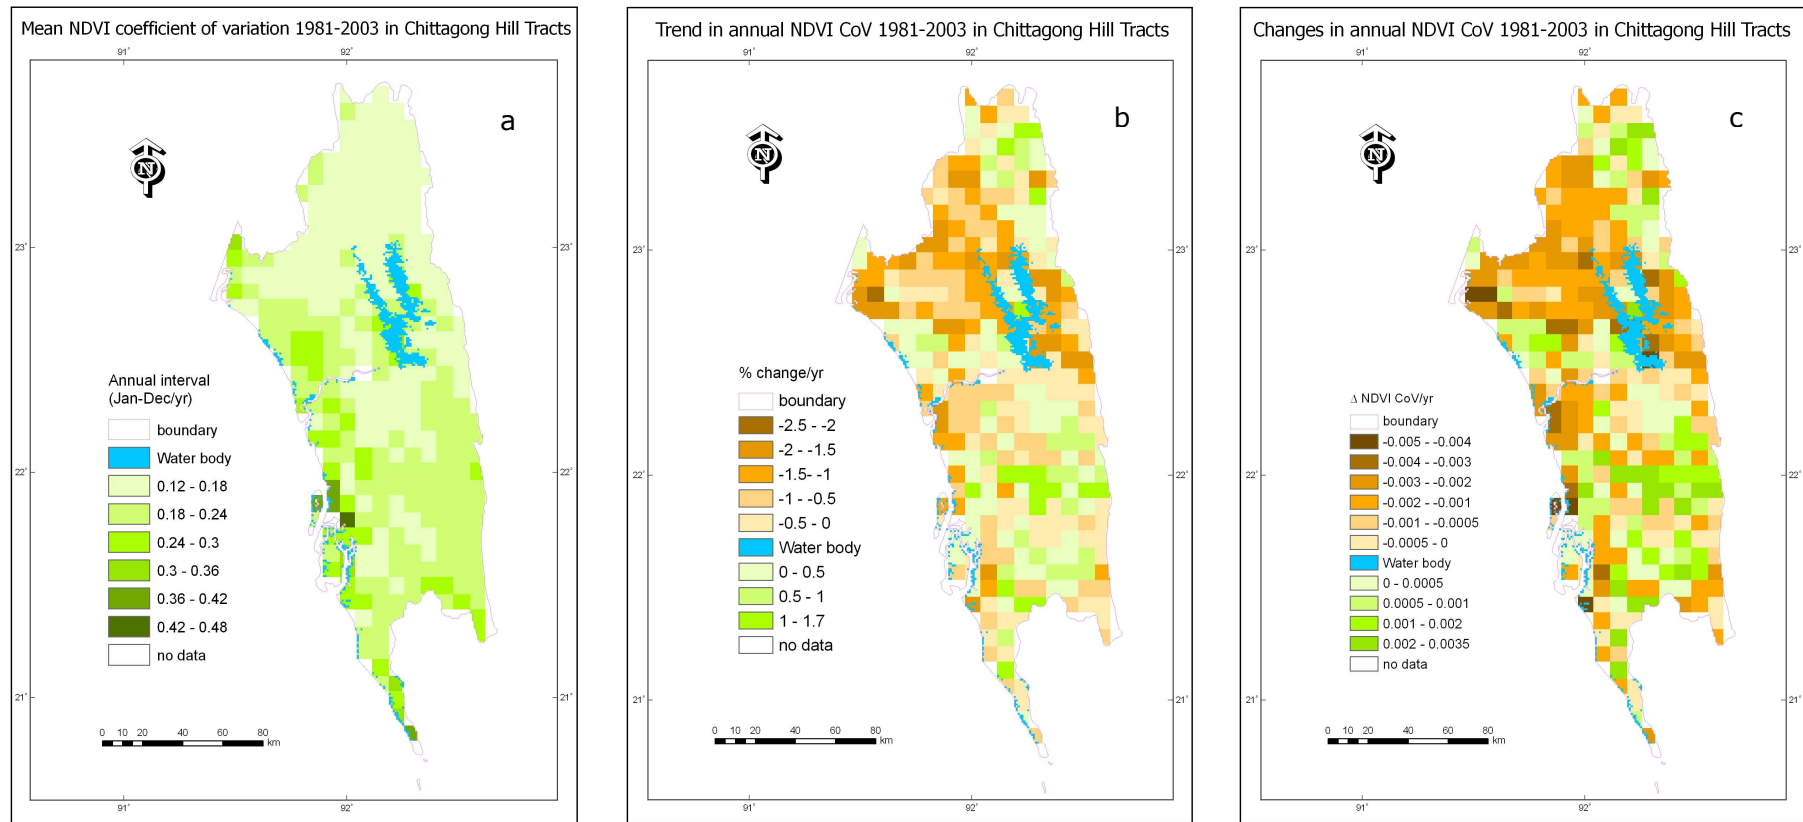 Mean NDVI coefficient of variation 1981-2003 in Chittagong Hill Tracts
91°
92°
a
N
23°
22°
21°
Annual interval
(Jan-Dec/yr)
boundary
Water body
0.12 - 0.18
0.18 - 0.24
0.24 - 0.3
0.3 - 0.36
0.36 - 0.42
0.42 - 0.48
no data
0 10 20 40 60 80
km
91°
92°
Trend in annual NDVI CoV 1981-2003 in Chittagong Hill Tracts
91°
92°
b
N
23°
22°
21°
% change/yr
boundary
-2.5 - -2
-2 - -1.5
-1.5- -1
-1 - -0.5
-0.5 - 0
Water body
0 - 0.5
0.5 - 1
1 - 1.7
no data
0 10 20 40 60 80
km
91°
92°
Changes in annual NDVI CoV 1981-2003 in Chittagong Hill Tracts
91°
92°
c
N
23°
22°
21°
Δ NDVI CoV/yr
boundary
-0.005 - -0.004
-0.004 - -0.003
-0.003 - -0.002
-0.002 - -0.001
-0.001 - -0.0005
-0.0005 - 0
Water body
0 - 0.0005
0.0005 - 0.001
0.001 - 0.002
0.002 - 0.0035
no data
0 10 20 40 60 80
km
91°
92°